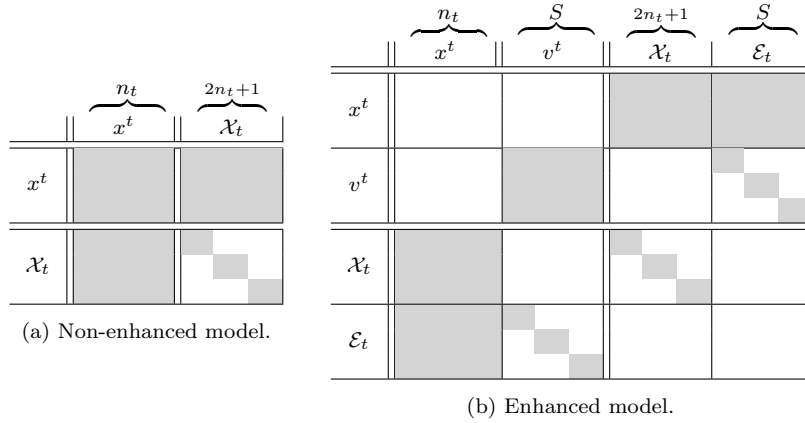 n_t 2n_t+1
x^t 𝒳_t
x^t
𝒳_t
(a) Non-enhanced model.
n_t S 2n_t+1 S
x^t v^t 𝒳_t ℰ_t
x^t
v^t
𝒳_t
ℰ_t
(b) Enhanced model.